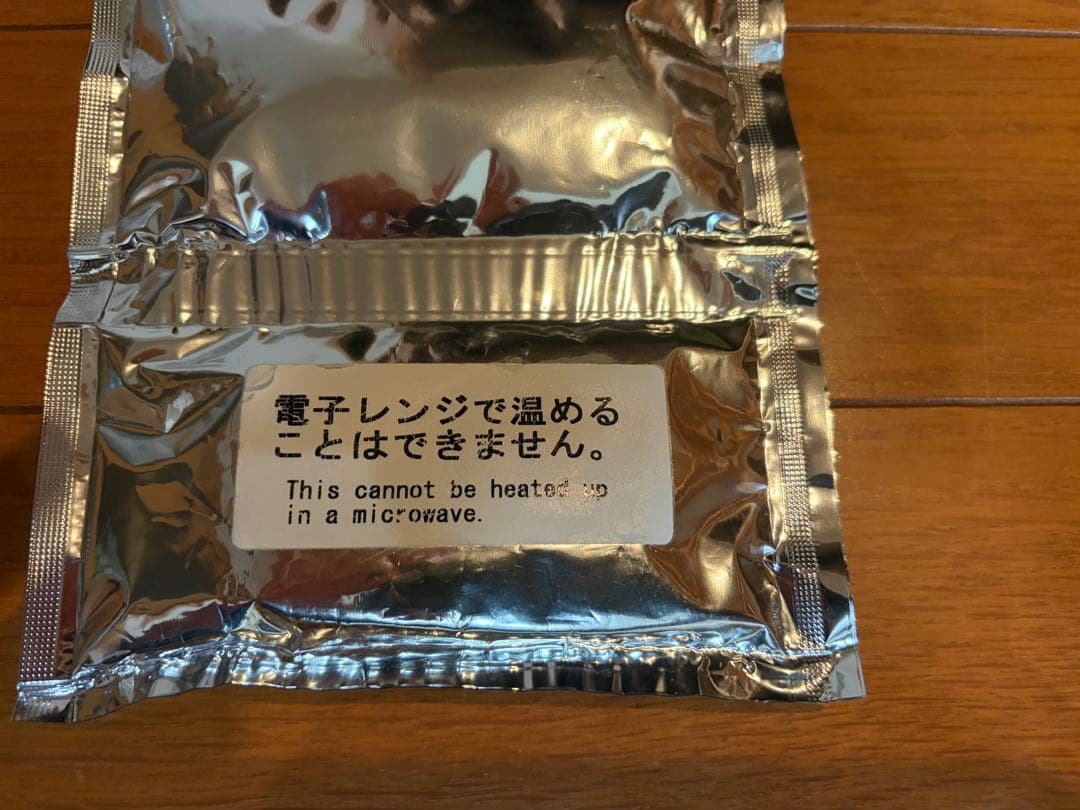 電子レンジで温める
ことはできません。
This cannot be heated up
in a microwave.